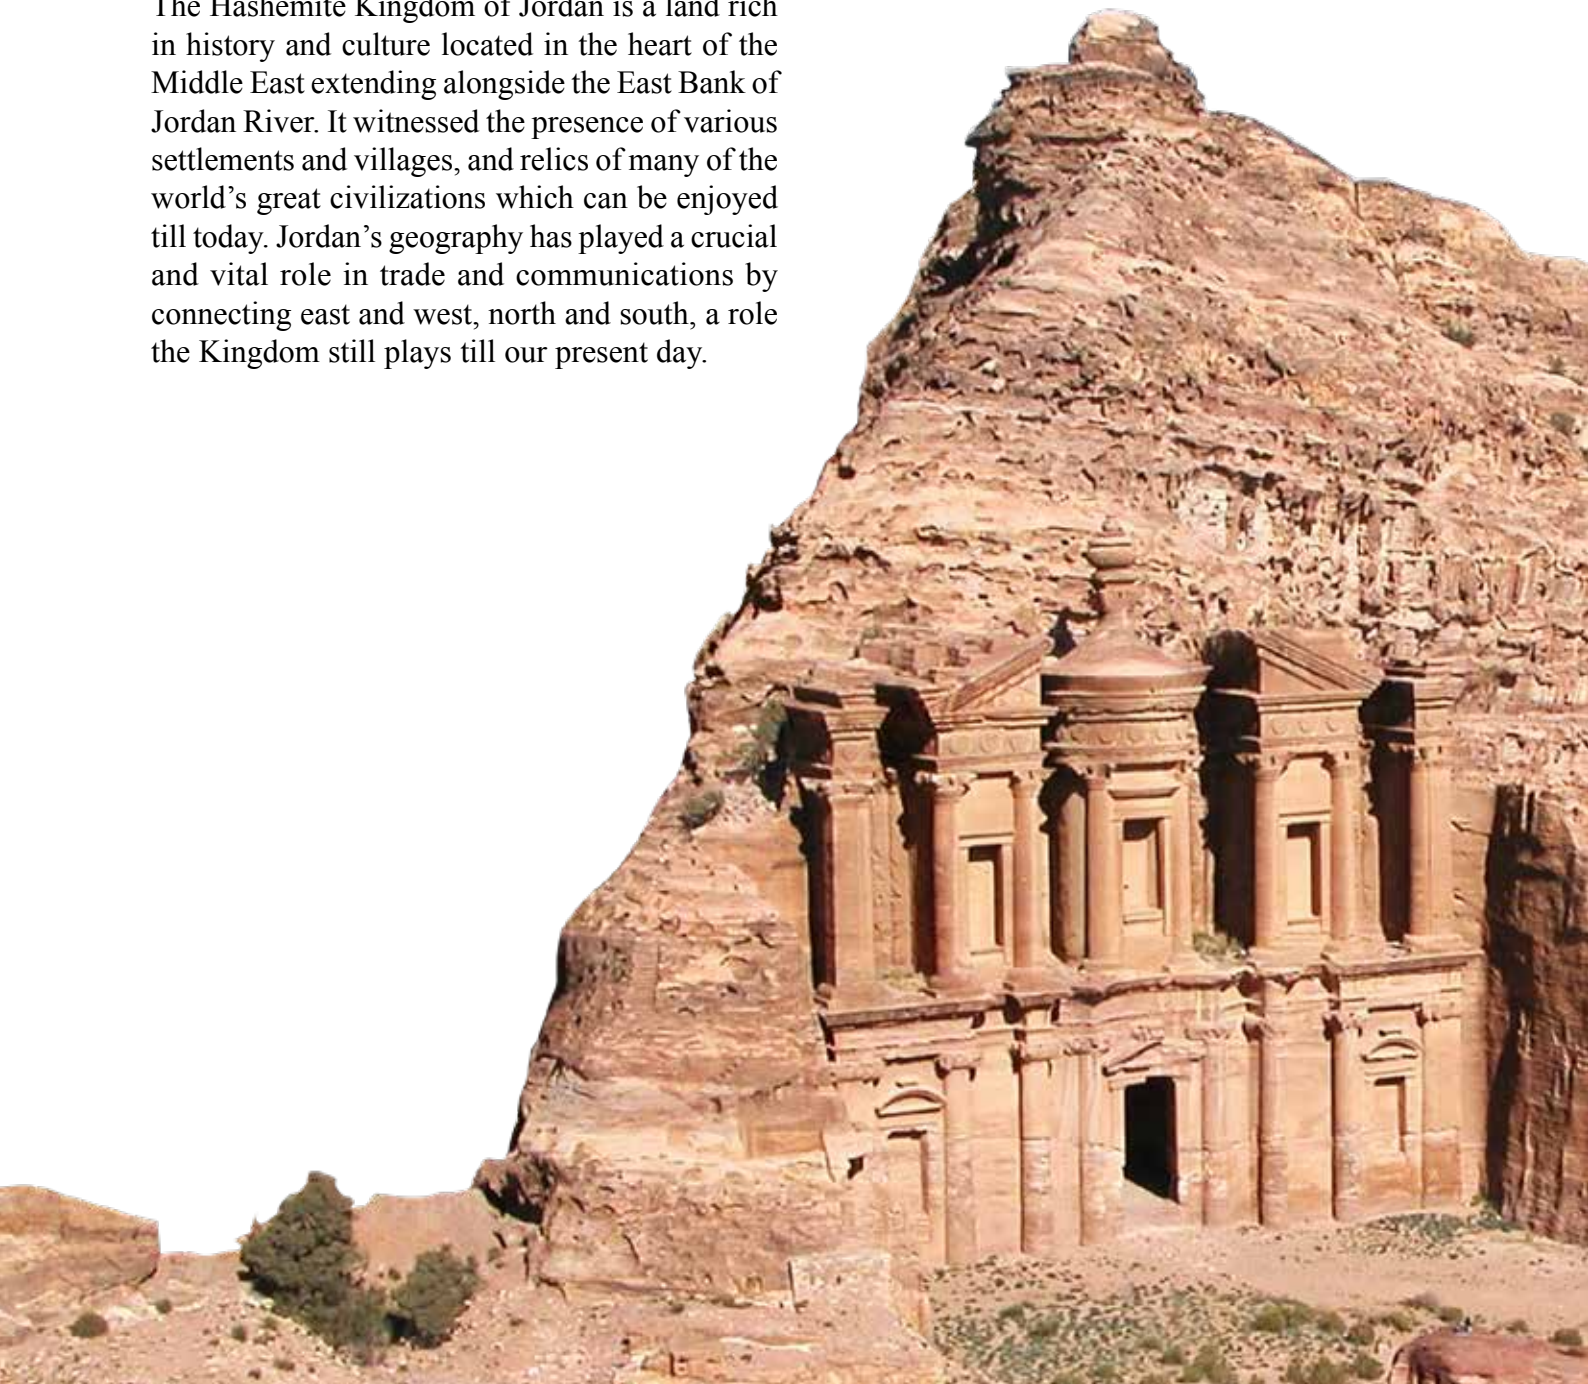 The Hashemite Kingdom of Jordan is a land rich
in history and culture located in the heart of the
Middle East extending alongside the East Bank of
Jordan River. It witnessed the presence of various
settlements and villages, and relics of many of the
world’s great civilizations which can be enjoyed
till today. Jordan’s geography has played a crucial
and vital role in trade and communications by
connecting east and west, north and south, a role
the Kingdom still plays till our present day.